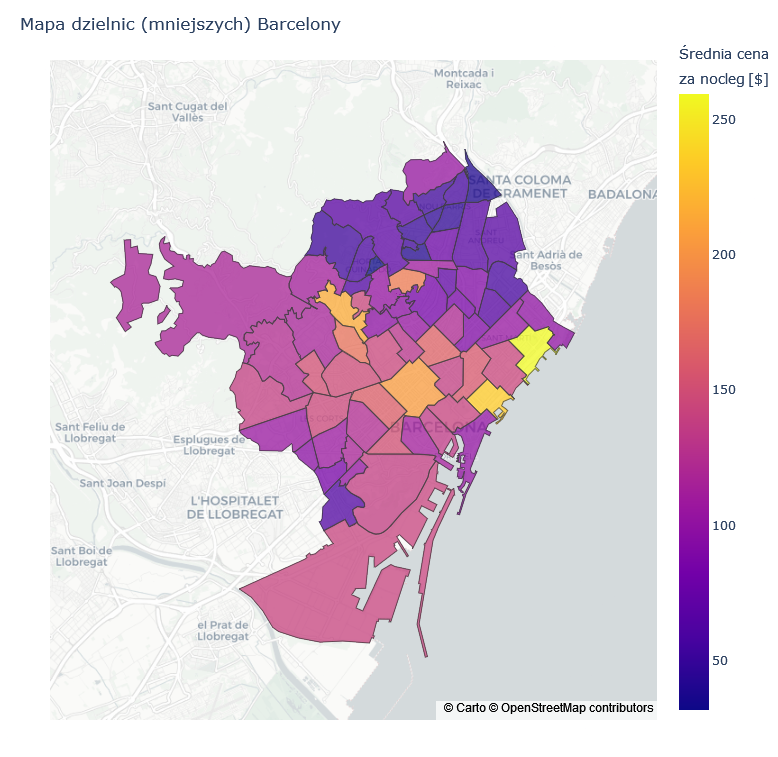 Mapa dzielnic (mniejszych) Barcelony
Średnia cena
za nocleg [$]
250
200
150
100
50
Montcada i
Reixac
Sant Cugat del
Vallès
SANTA COLOMA
DE GRAMENET
BADALONA
SANT
ANDREU
Sant Adrià de
Besòs
Sant Feliu de
Llobregat
Esplugues de
Llobregat
BARCELONA
Sant Joan Despí
L'HOSPITALET
DE LLOBREGAT
Sant Boi de
Llobregat
el Prat de
Llobregat
© Carto © OpenStreetMap contributors